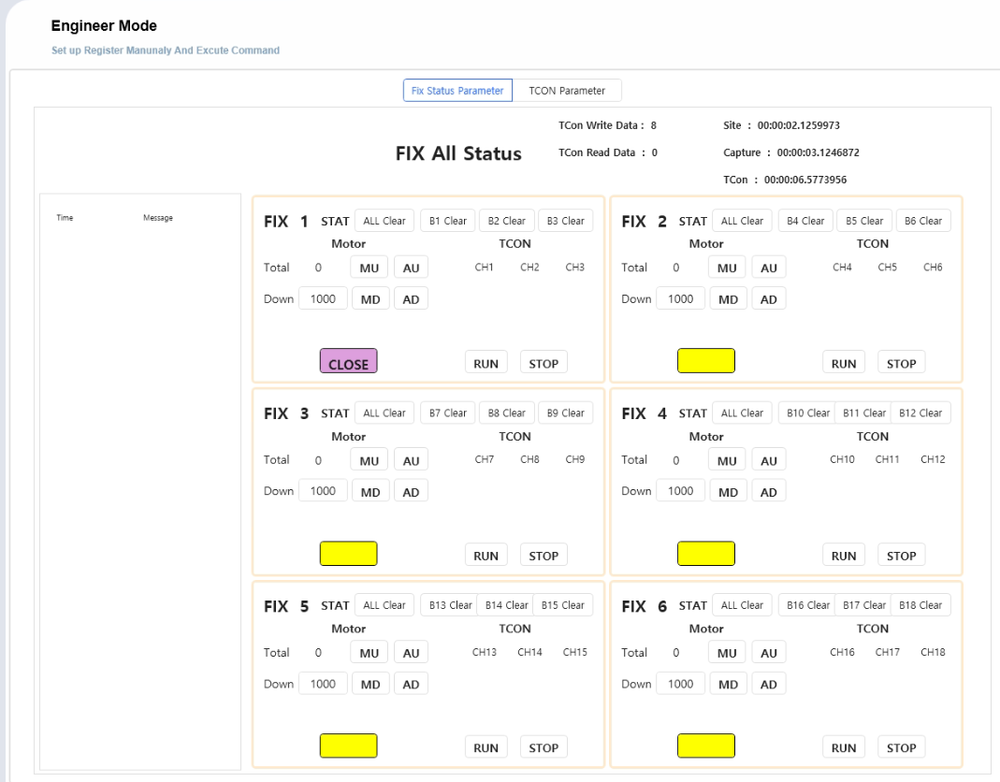 Engineer Mode
Set up Register Manunaly And Excute Command
Fix Status Parameter TCON Parameter
FIX All Status
TCon Write Data : 8 Site : 00:00:02.1259973
TCon Read Data : 0 Capture : 00:00:03.1246872
TCon : 00:00:06.5773956
Time Message
FIX 1 STAT ALL Clear B1 Clear B2 Clear B3 Clear
Motor TCON
Total 0 MU AU CH1 CH2 CH3
Down 1000 MD AD
CLOSE RUN STOP
FIX 2 STAT ALL Clear B4 Clear B5 Clear B6 Clear
Motor TCON
Total 0 MU AU CH4 CH5 CH6
Down 1000 MD AD
RUN STOP
FIX 3 STAT ALL Clear B7 Clear B8 Clear B9 Clear
Motor TCON
Total 0 MU AU CH7 CH8 CH9
Down 1000 MD AD
RUN STOP
FIX 4 STAT ALL Clear B10 Clear B11 Clear B12 Clear
Motor TCON
Total 0 MU AU CH10 CH11 CH12
Down 1000 MD AD
RUN STOP
FIX 5 STAT ALL Clear B13 Clear B14 Clear B15 Clear
Motor TCON
Total 0 MU AU CH13 CH14 CH15
Down 1000 MD AD
RUN STOP
FIX 6 STAT ALL Clear B16 Clear B17 Clear B18 Clear
Motor TCON
Total 0 MU AU CH16 CH17 CH18
Down 1000 MD AD
RUN STOP